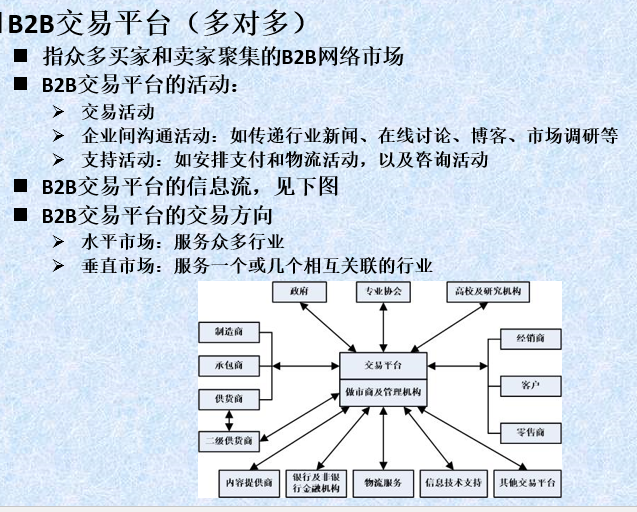 B2B交易平台（多对多）
指众多买家和卖家聚集的B2B网络市场
B2B交易平台的活动：
交易活动
企业间沟通活动：如传递行业新闻、在线讨论、博客、市场调研等
支持活动：如安排支付和物流活动，以及咨询活动
B2B交易平台的信息流，见下图
B2B交易平台的交易方向
水平市场：服务众多行业
垂直市场：服务一个或几个相互关联的行业
政府
专业协会
高校及研究机构
制造商
承包商
供货商
二级供货商
交易平台
做市商及管理机构
经销商
客户
零售商
内容提供商
银行及非银
行金融机构
物流服务
信息技术支持
其他交易平台